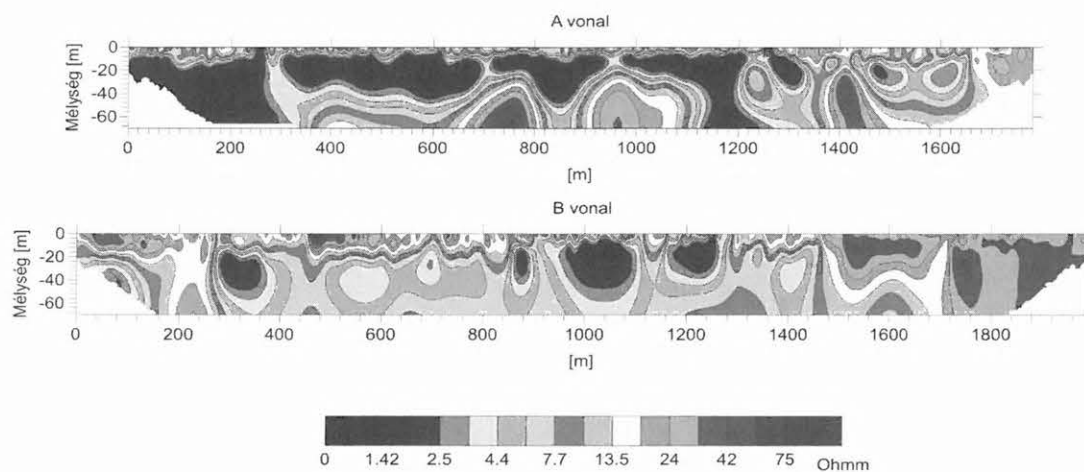 A vonal
Mélység [m]
0
-20
-40
-60
0 200 400 600 800 1000 1200 1400 1600
[m]
B vonal
Mélység [m]
0
-20
-40
-60
0 200 400 600 800 1000 1200 1400 1600 1800
[m]
0 1.42 2.5 4.4 7.7 13.5 24 42 75 Ohmm